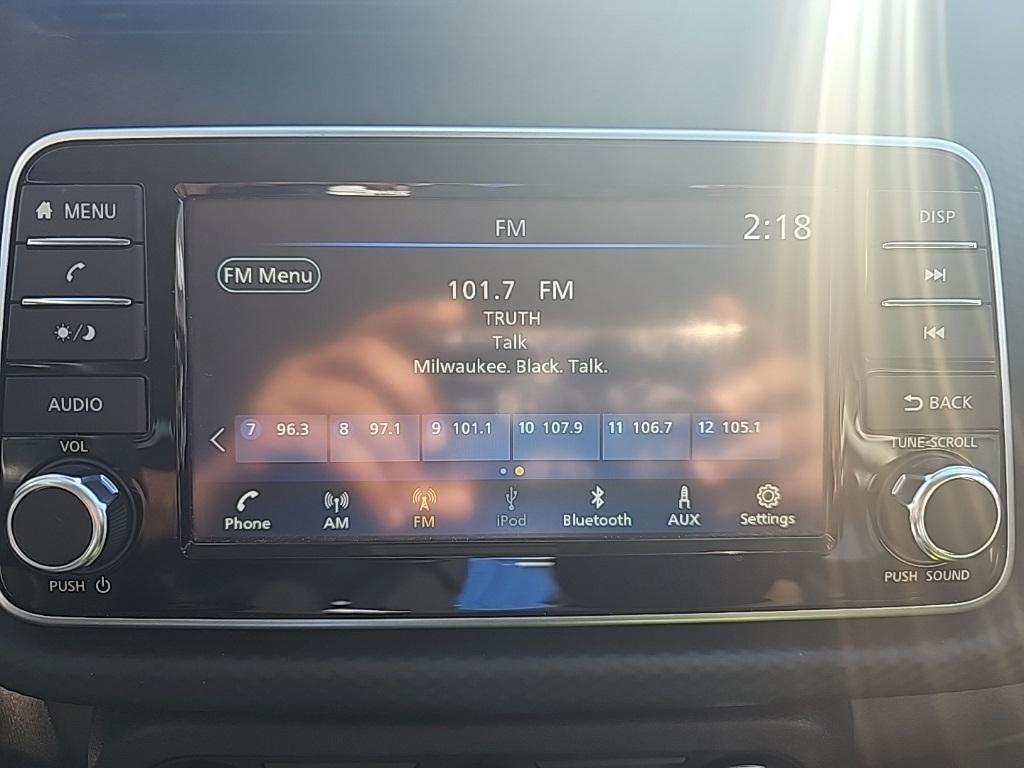 MENU
AUDIO
VOL
PUSH
FM
2:18
FM Menu
101.7 FM
TRUTH
Talk
Milwaukee. Black. Talk.
7 96.3 8 97.1 9 101.1 10 107.9 11 106.7 12 105.1
Phone AM FM iPod Bluetooth AUX Settings
DISP
BACK
TUNE·SCROLL
PUSH SOUND